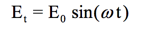 Eₜ = E₀ sin(ωt)